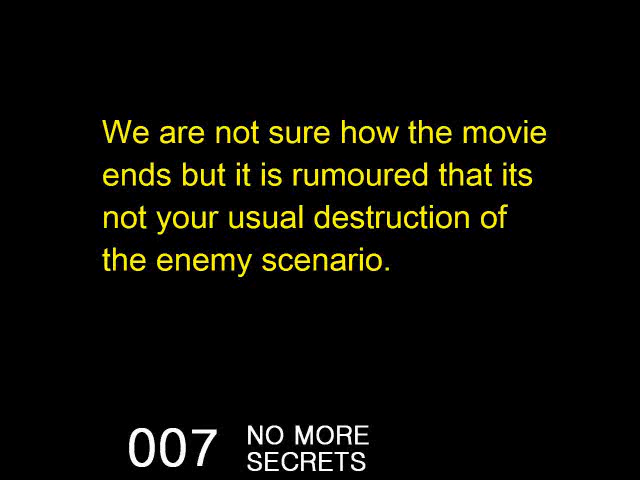 We are not sure how the movie
ends but it is rumoured that its
not your usual destruction of
the enemy scenario.
007 NO MORE
SECRETS